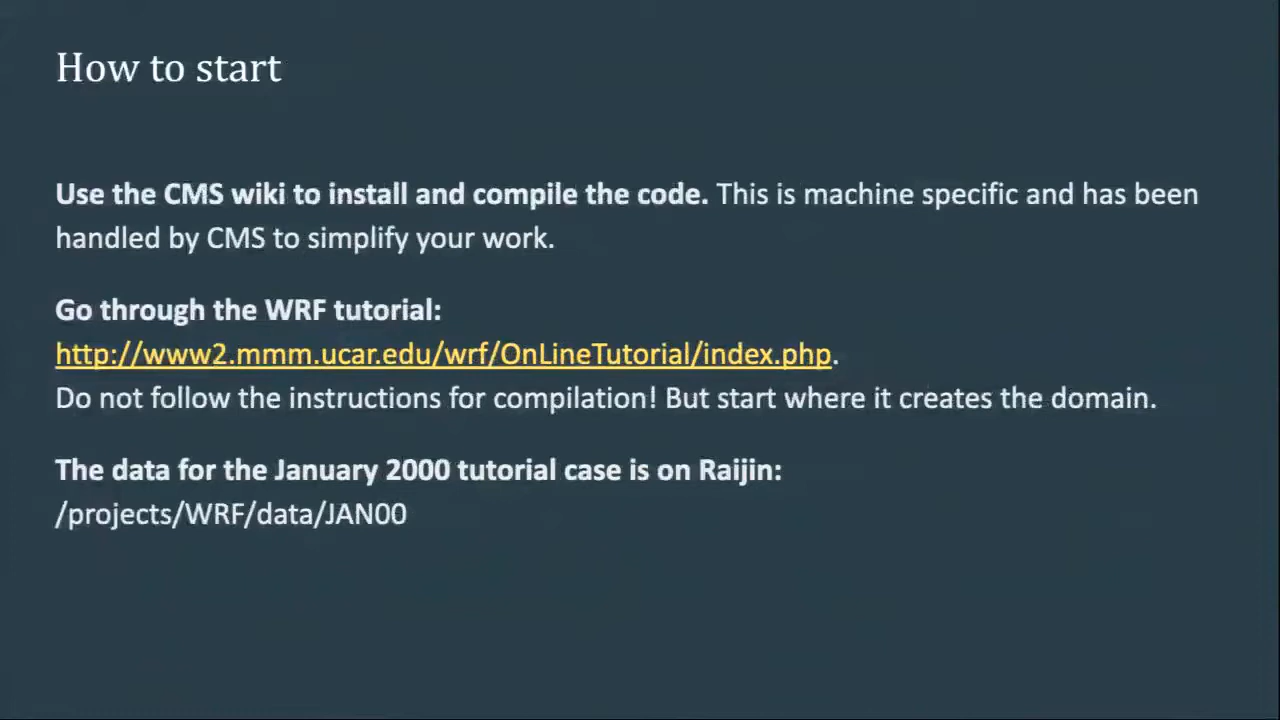 How to start
Use the CMS wiki to install and compile the code. This is machine specific and has been
handled by CMS to simplify your work.
Go through the WRF tutorial:
http://www2.mmm.ucar.edu/wrf/OnLineTutorial/index.php.
Do not follow the instructions for compilation! But start where it creates the domain.
The data for the January 2000 tutorial case is on Raijin:
/projects/WRF/data/JAN00